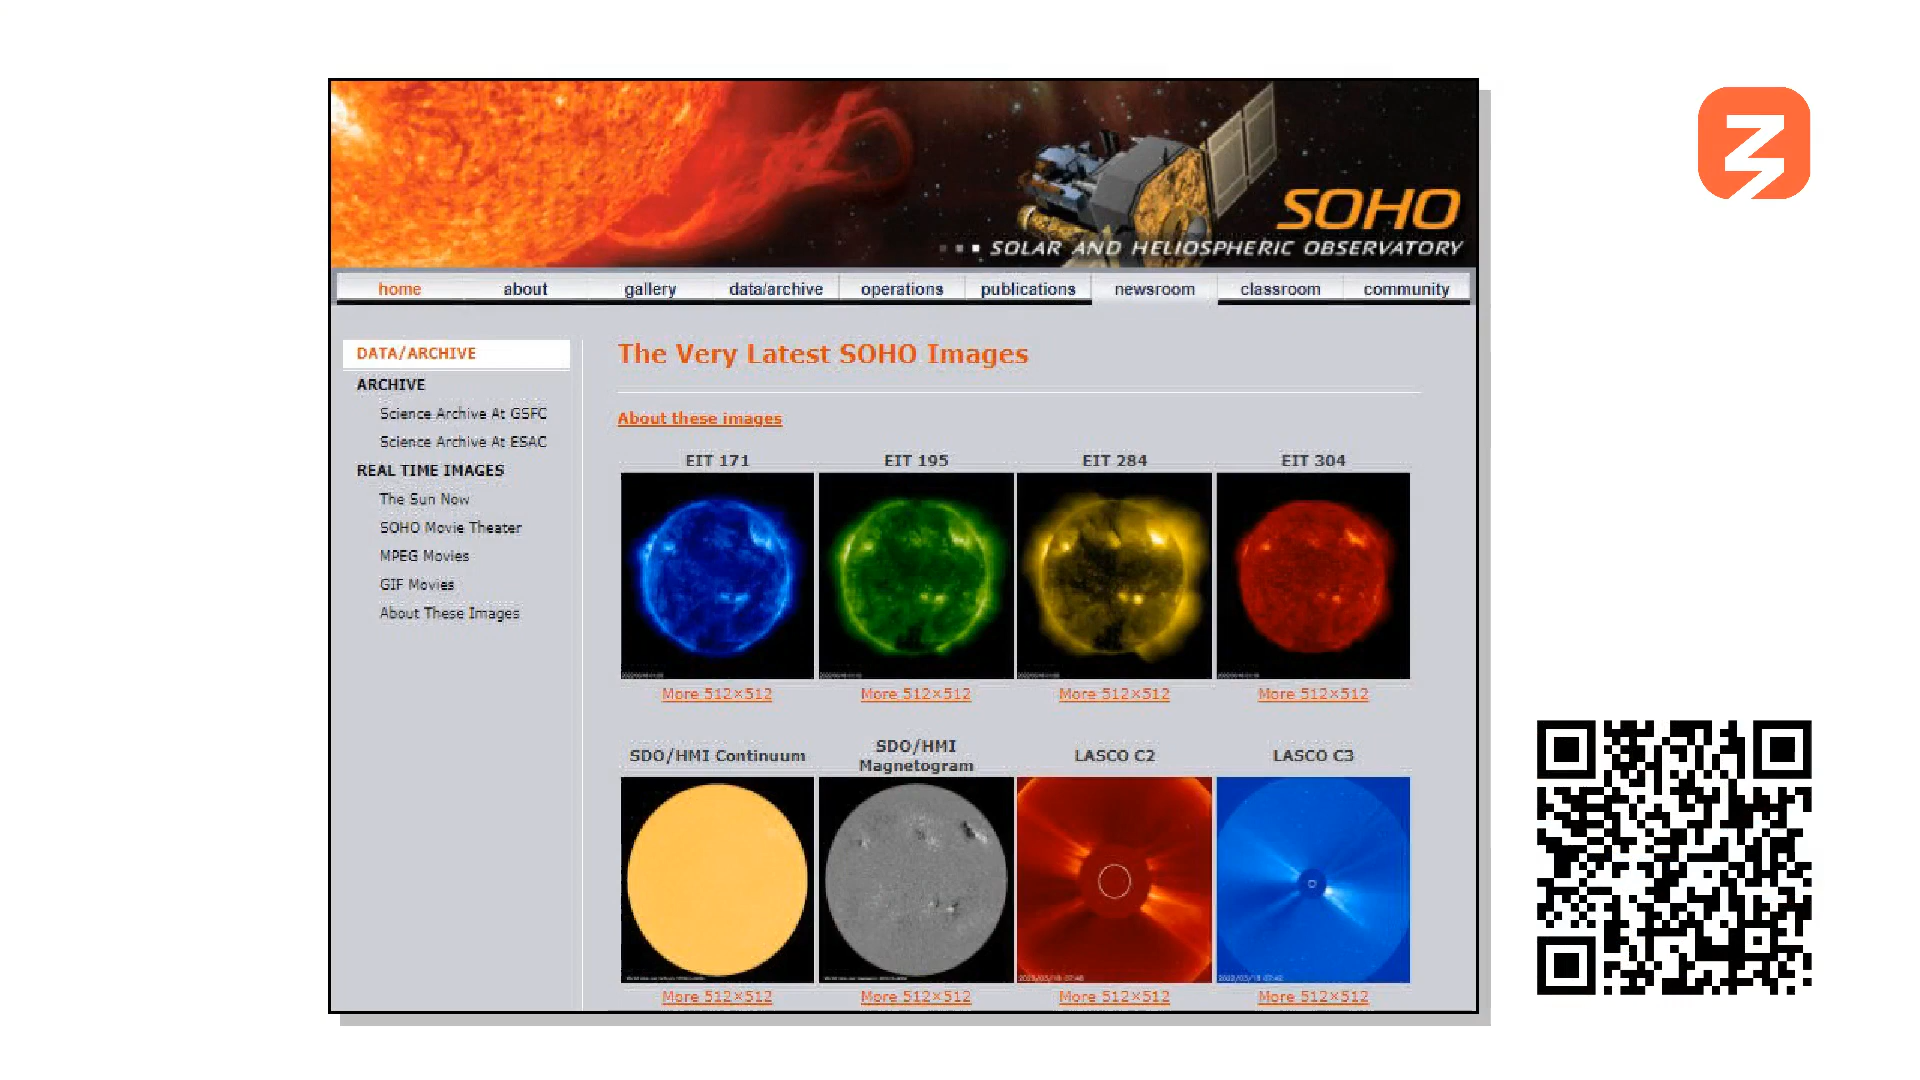 SOHO
SOLAR AND HELIOSPHERIC OBSERVATORY
home about gallery data/archive operations publications newsroom classroom community
DATA/ARCHIVE
ARCHIVE
Science Archive At GSFC
Science Archive At ESAC
REAL TIME IMAGES
The Sun Now
SOHO Movie Theater
MPEG Movies
GIF Movies
About These Images
The Very Latest SOHO Images
About these images
EIT 171 EIT 195 EIT 284 EIT 304
More 512×512 More 512×512 More 512×512 More 512×512
SDO/HMI Continuum SDO/HMI Magnetogram LASCO C2 LASCO C3
More 512×512 More 512×512 More 512×512 More 512×512